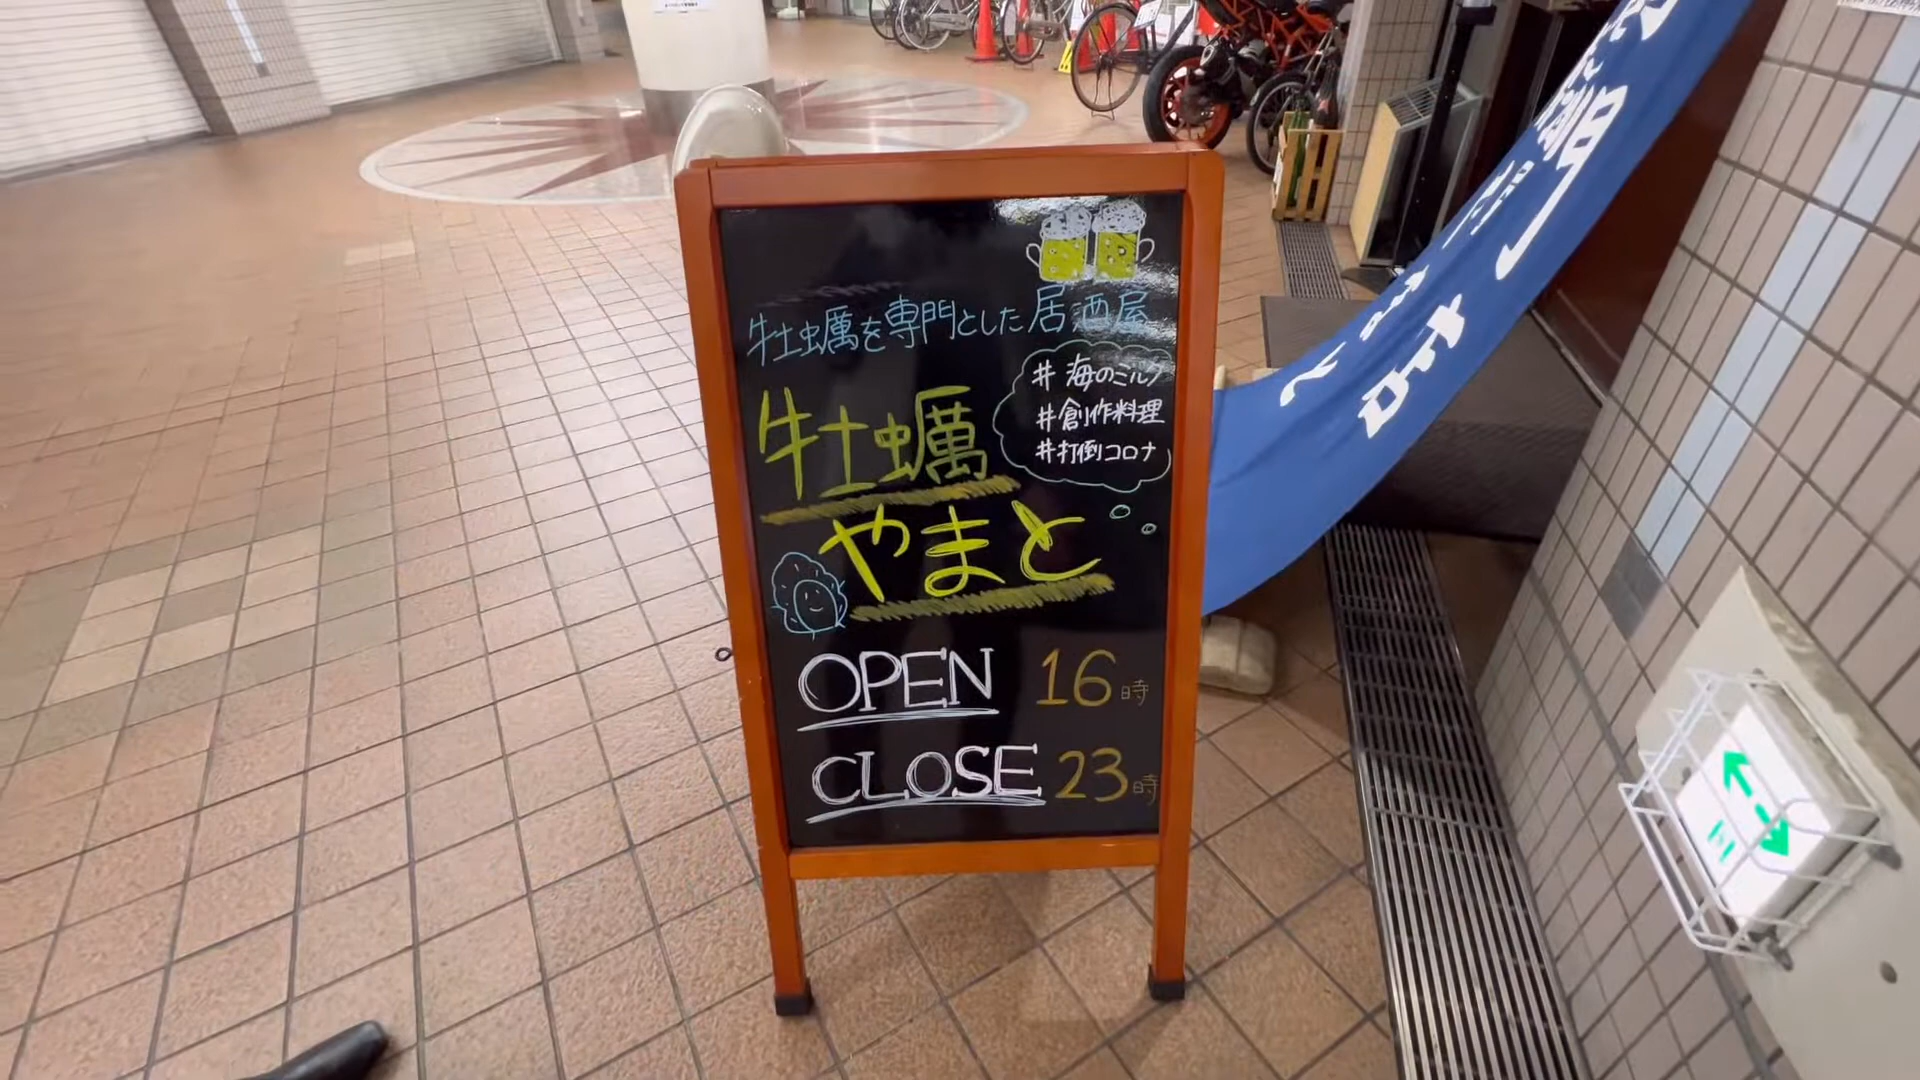 牡蠣を専門とした居酒屋
# 海のミルク
# 創作料理
# 打倒コロナ
牡蠣
やまと
OPEN 16時
CLOSE 23時